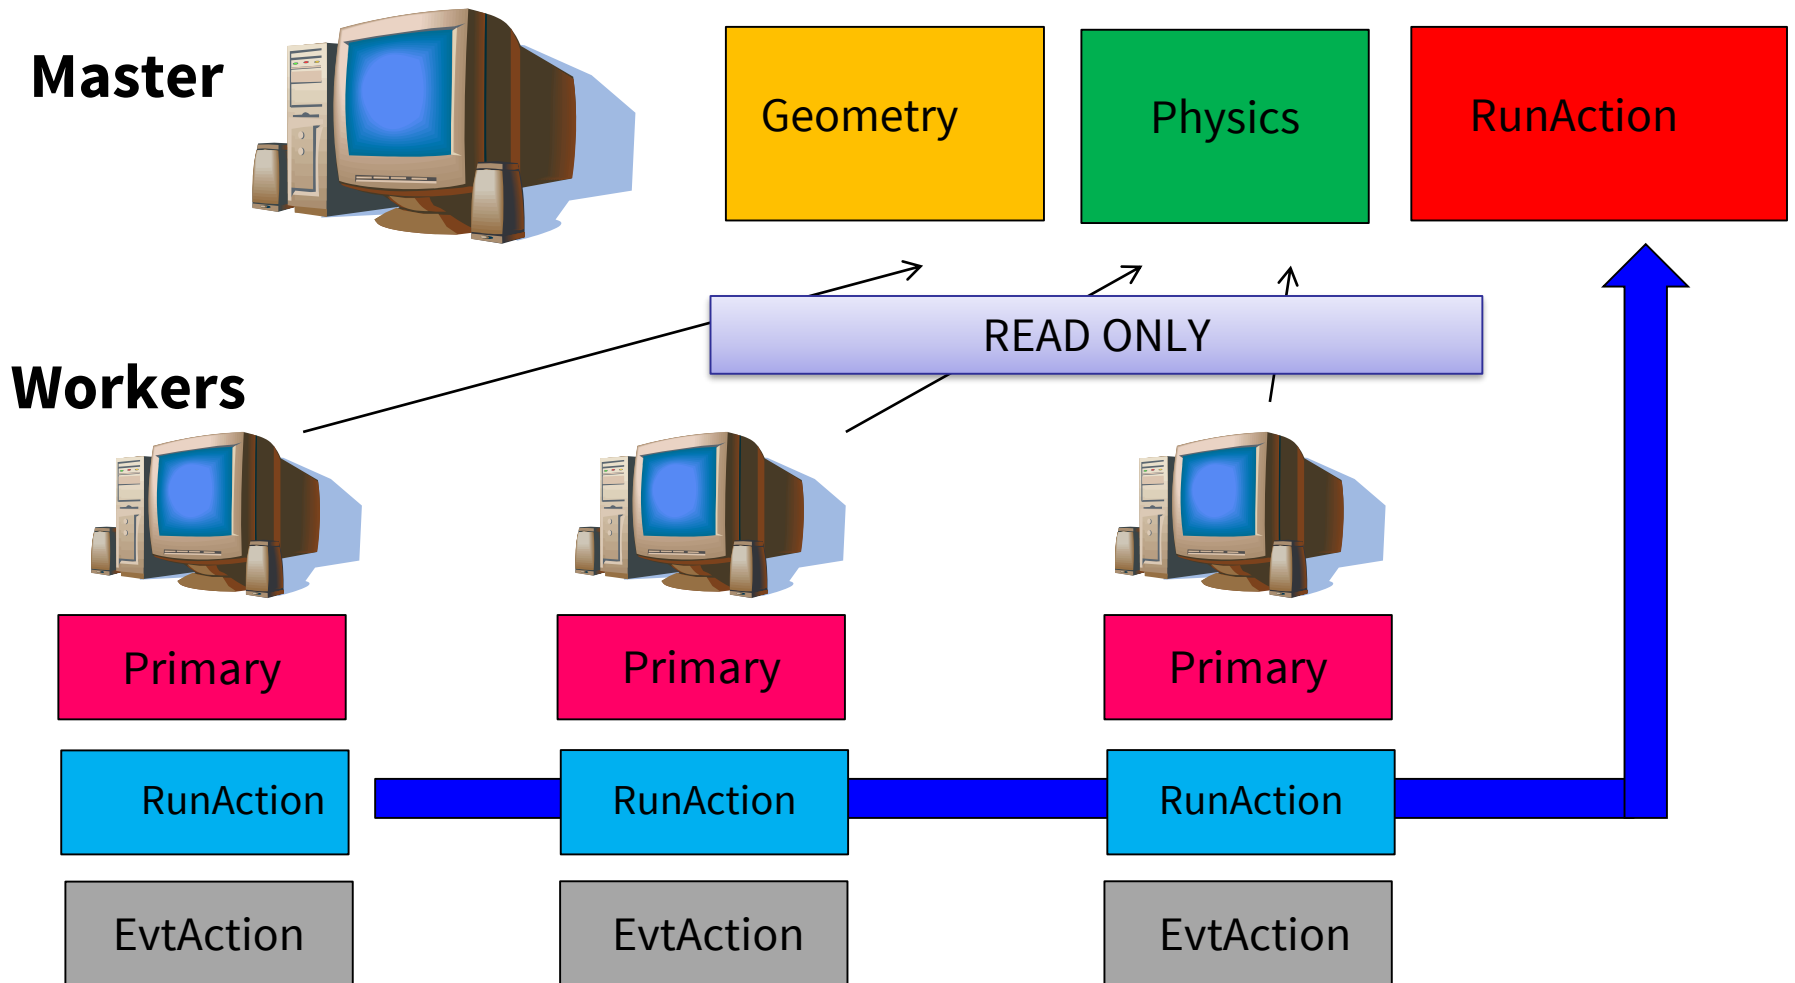 Master
Geometry
Physics
RunAction
READ ONLY
Workers
Primary
Primary
Primary
RunAction
RunAction
RunAction
EvtAction
EvtAction
EvtAction